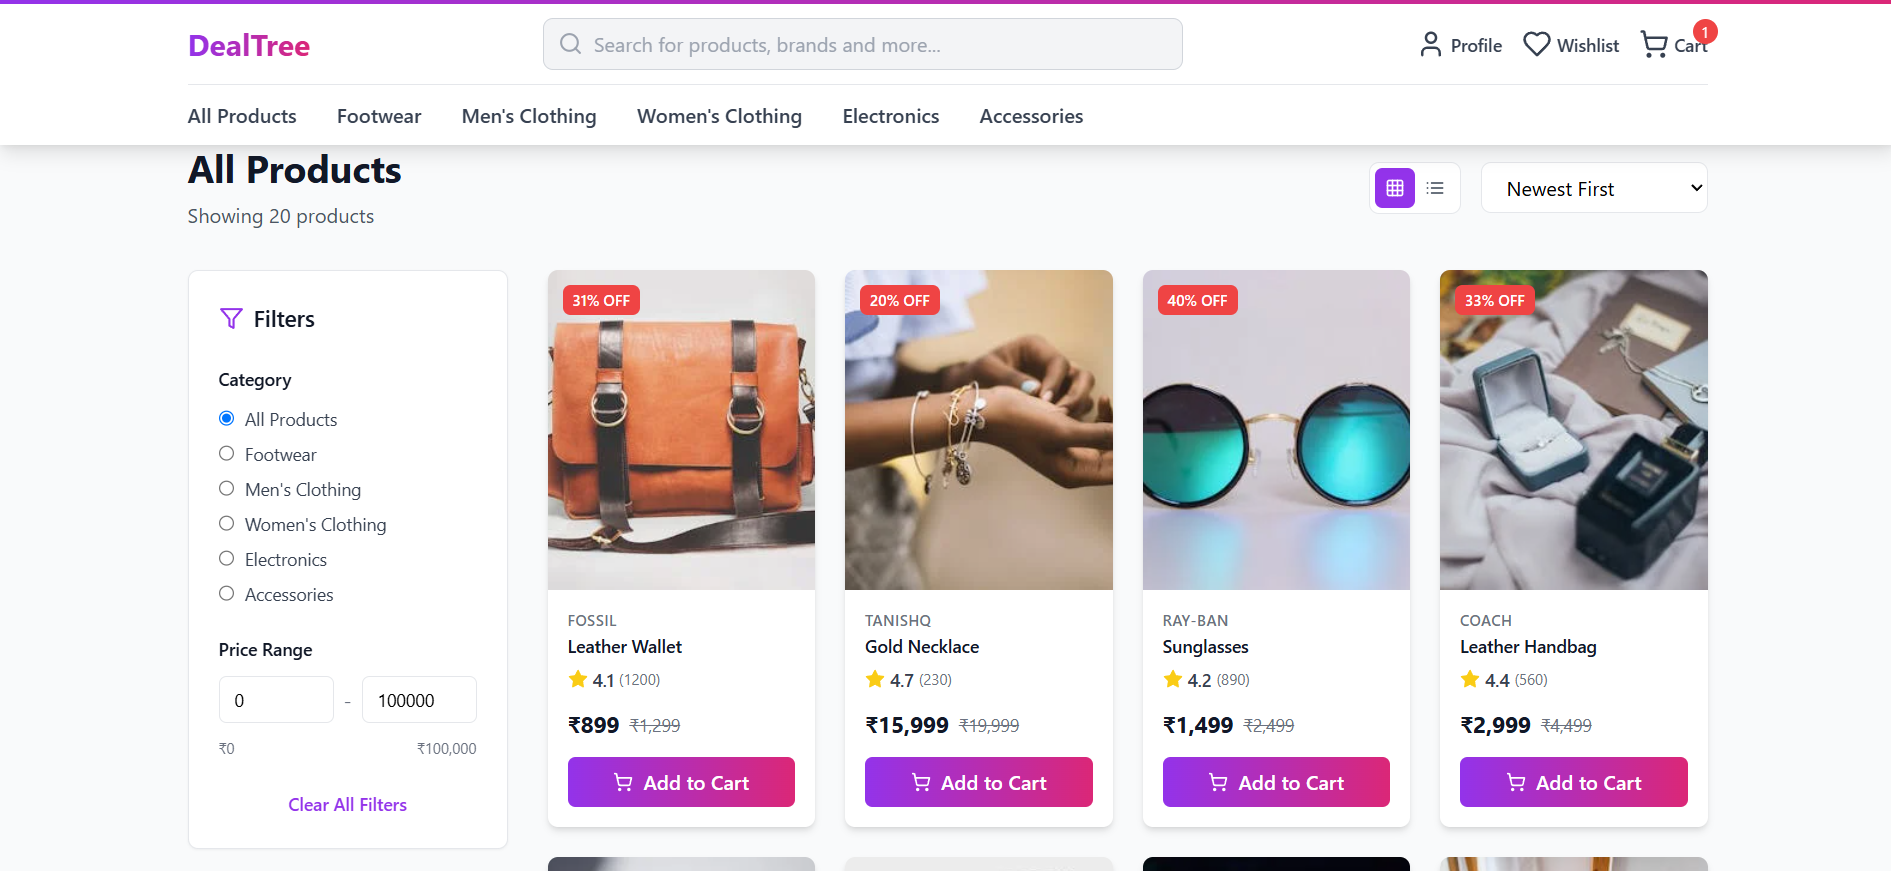 DealTree
Search for products, brands and more...
Profile
Wishlist
Cart
1
All Products
Footwear
Men's Clothing
Women's Clothing
Electronics
Accessories
All Products
Showing 20 products
Newest First
Filters
Category
All Products
Footwear
Men's Clothing
Women's Clothing
Electronics
Accessories
Price Range
0 - 100000
₹0
₹100,000
Clear All Filters
31% OFF
FOSSIL
Leather Wallet
4.1 (1200)
₹899 ₹1,299
Add to Cart
20% OFF
TANISHQ
Gold Necklace
4.7 (230)
₹15,999 ₹19,999
Add to Cart
40% OFF
RAY-BAN
Sunglasses
4.2 (890)
₹1,499 ₹2,499
Add to Cart
33% OFF
COACH
Leather Handbag
4.4 (560)
₹2,999 ₹4,499
Add to Cart